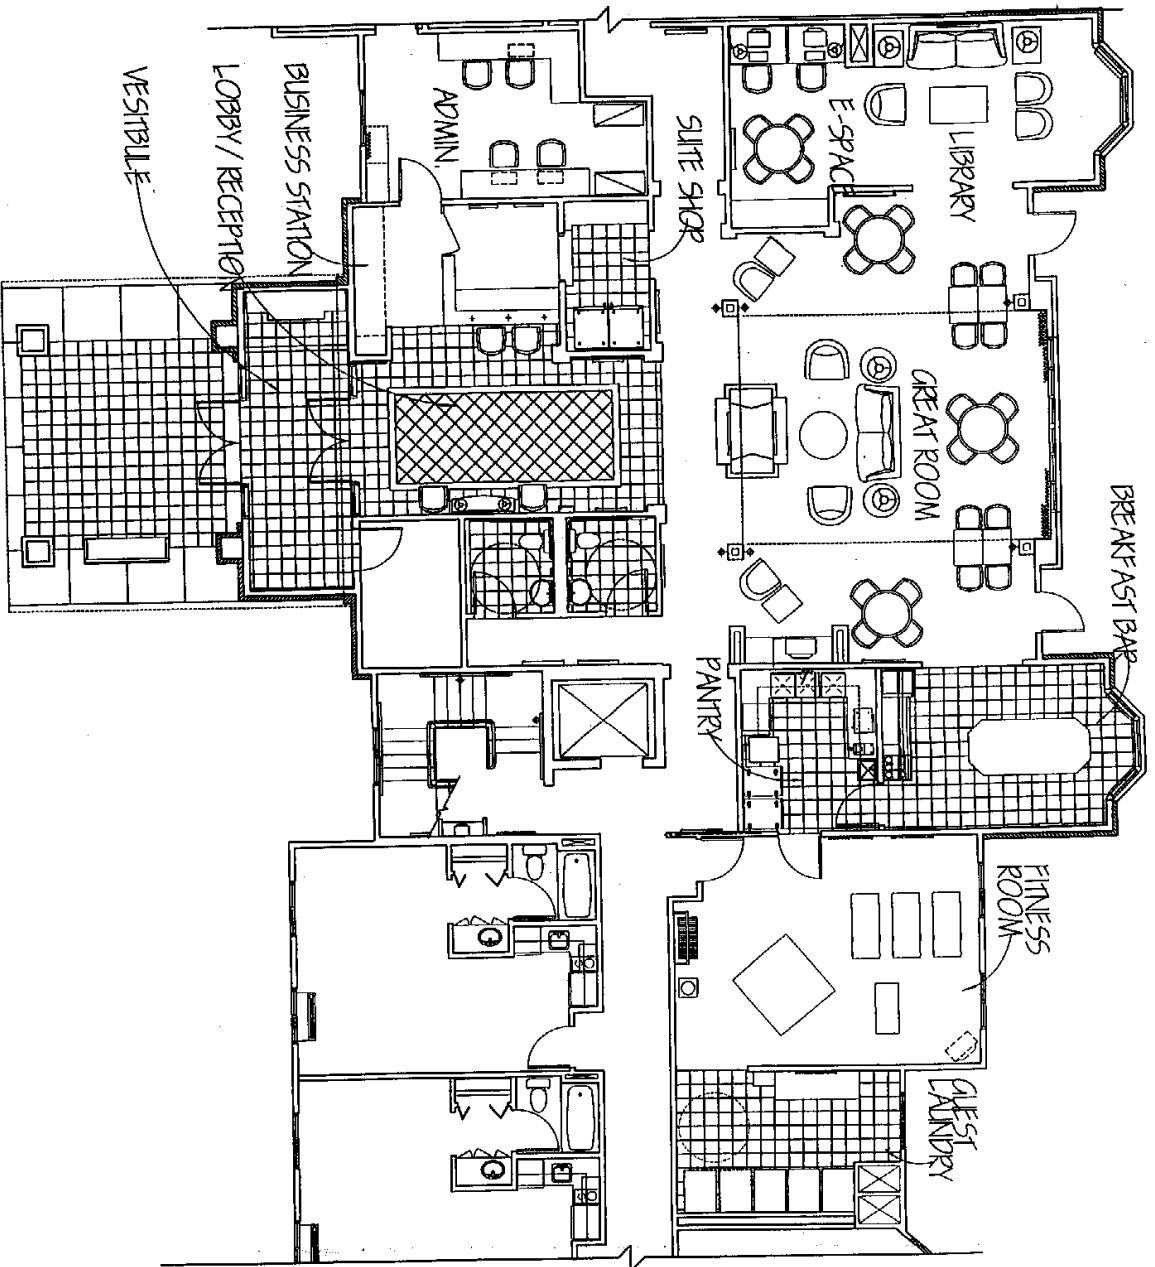 BREAKFAST BAR
FITNESS
ROOM
LIBRARY
GUEST
LAUNDRY
GREAT ROOM
E-SPACE
PANTRY
SUITE SHOP
ADMIN.
BUSINESS STATION
LOBBY / RECEPTION
VESTIBULE